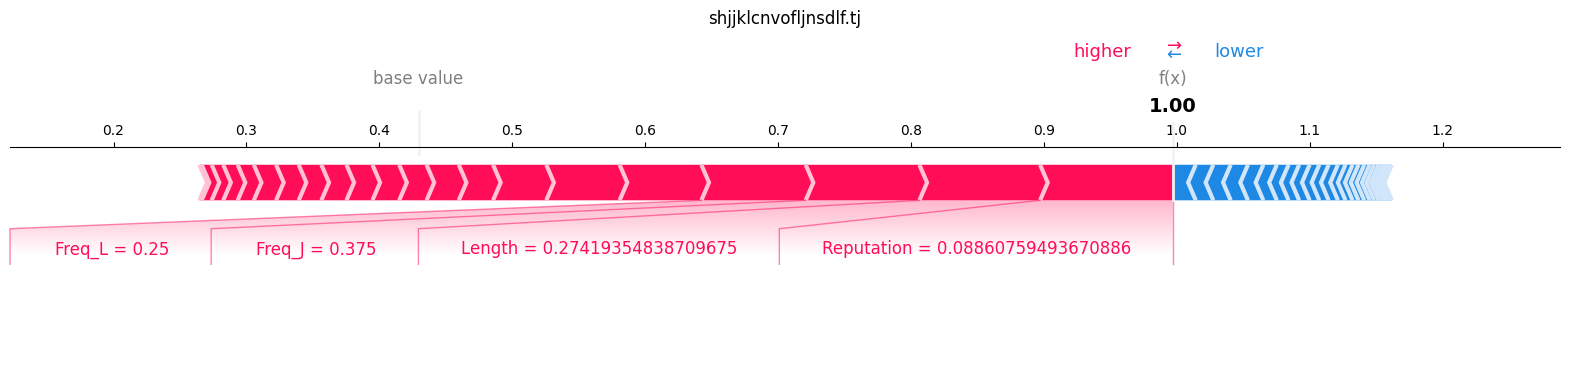 shjjklcnvofljnsdlf.tj
higher → lower
←
base value f(x)
1.00
0.2 0.3 0.4 0.5 0.6 0.7 0.8 0.9 1.0 1.1 1.2
Freq_L = 0.25 Freq_J = 0.375 Length = 0.27419354838709675 Reputation = 0.08860759493670886